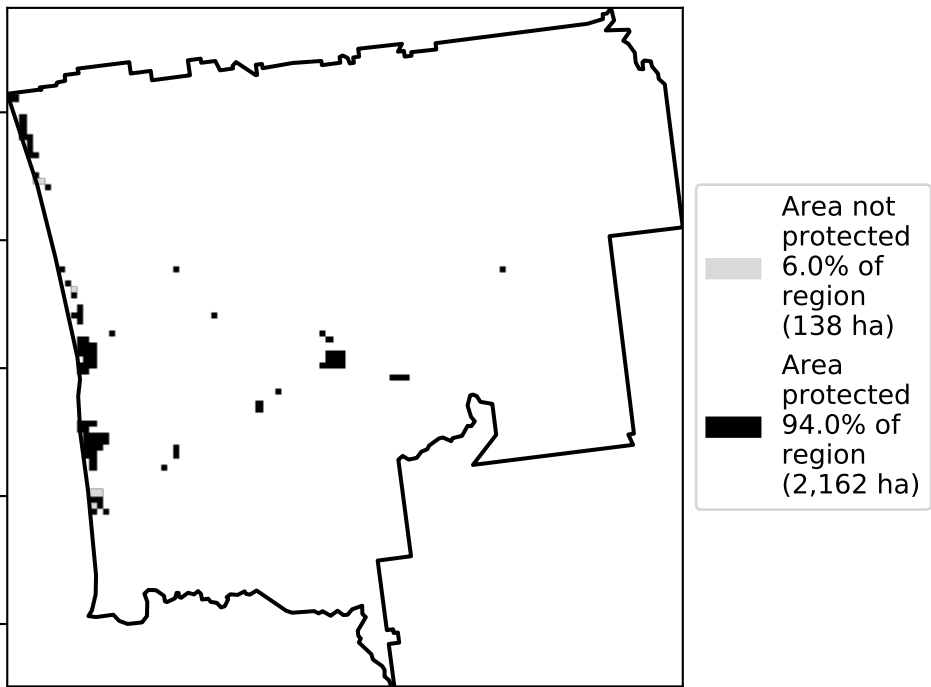 Area not
protected
6.0% of
region
(138 ha)
Area
protected
94.0% of
region
(2,162 ha)